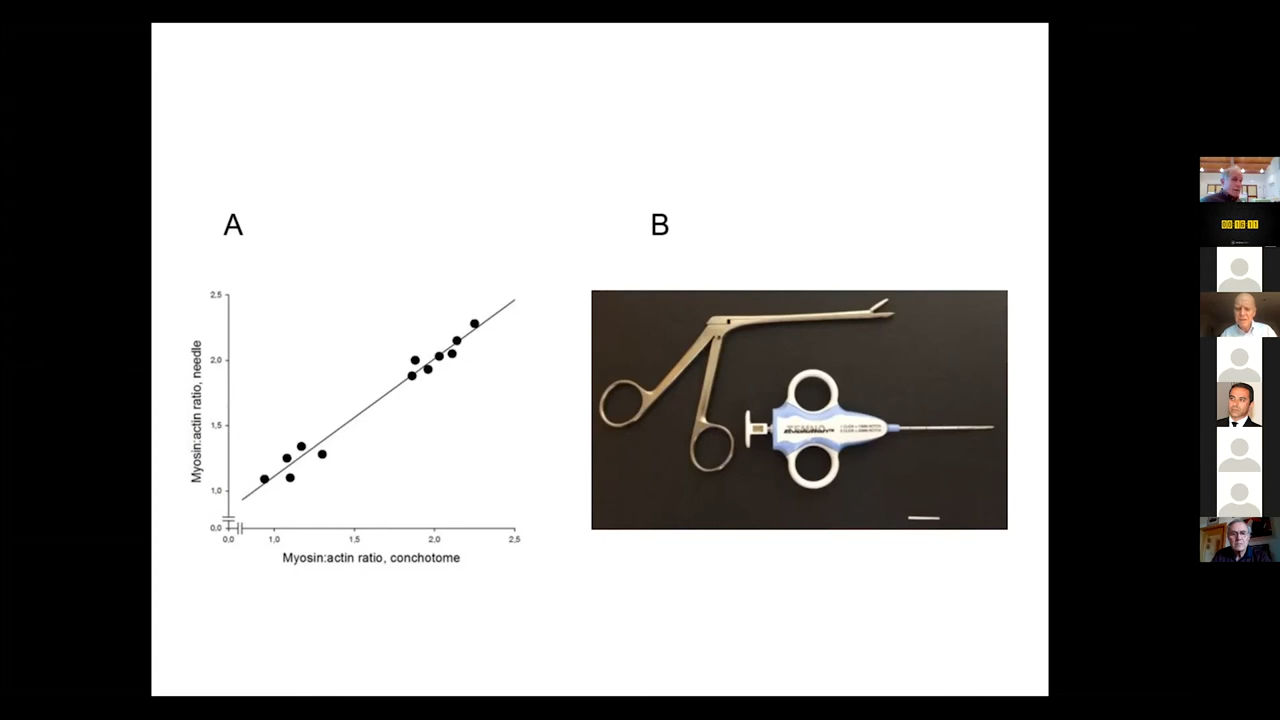 A
B
2,5
2,0
1,5
1,0
0,0
0,0
1,0
1,5
2,0
2,5
Myosin:actin ratio, needle
Myosin:actin ratio, conchotome